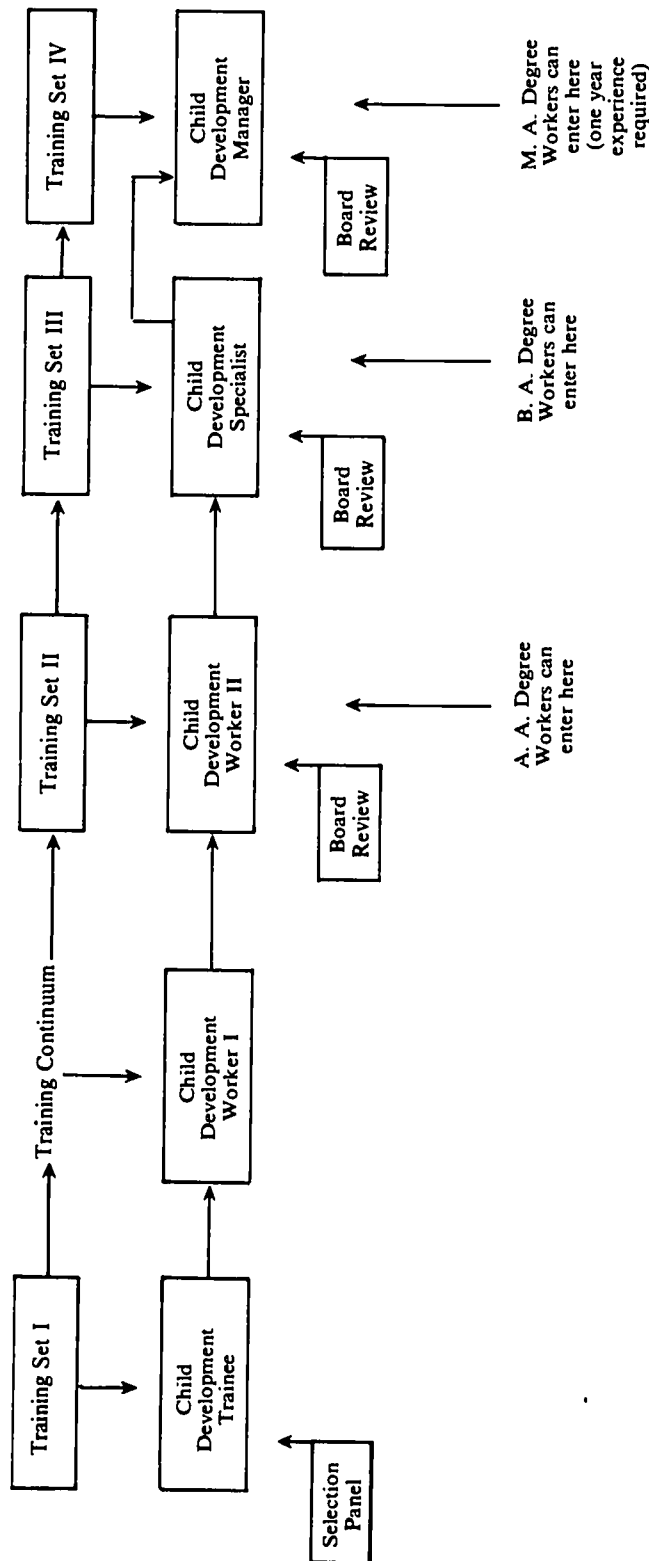 Training Set I
Training Continuum
Training Set II
Training Set III
Training Set IV
Child
Development
Trainee
Child
Development
Worker I
Child
Development
Worker II
Child
Development
Specialist
Child
Development
Manager
Selection
Panel
Board
Review
Board
Review
Board
Review
A. A. Degree
Workers can
enter here
B. A. Degree
Workers can
enter here
M. A. Degree
Workers can
enter here
(one year
experience
required)